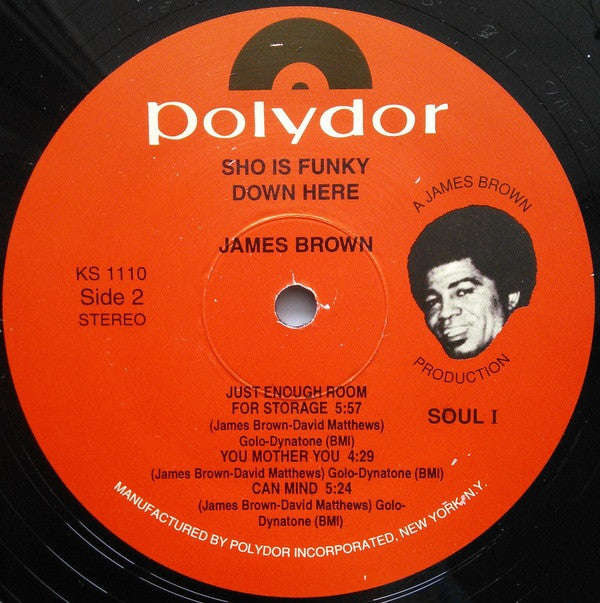 polydor
SHO IS FUNKY
DOWN HERE
JAMES BROWN
KS 1110
Side 2
STEREO
A JAMES BROWN
PRODUCTION
SOUL I
JUST ENOUGH ROOM
FOR STORAGE 5:57
(James Brown-David Matthews)
Golo-Dynatone (BMI)
YOU MOTHER YOU 4:29
(James Brown-David Matthews) Golo-Dynatone (BMI)
CAN MIND 5:24
(James Brown-David Matthews) Golo-
Dynatone (BMI)
MANUFACTURED BY POLYDOR INCORPORATED, NEW YORK, N.Y.